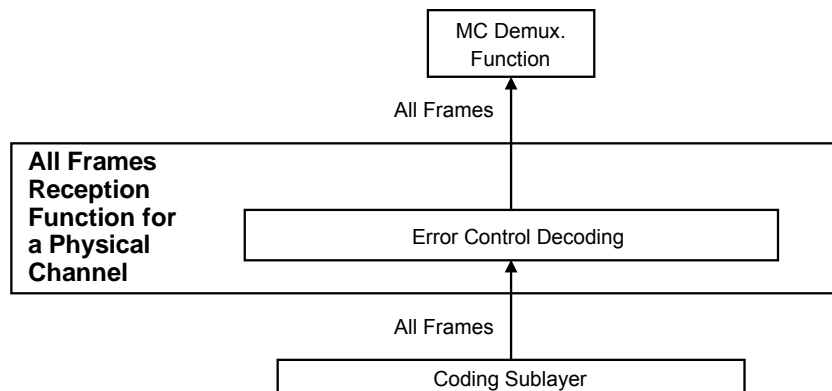 MC Demux.
Function
All Frames
All Frames
Reception
Function for
a Physical
Channel
Error Control Decoding
All Frames
Coding Sublayer